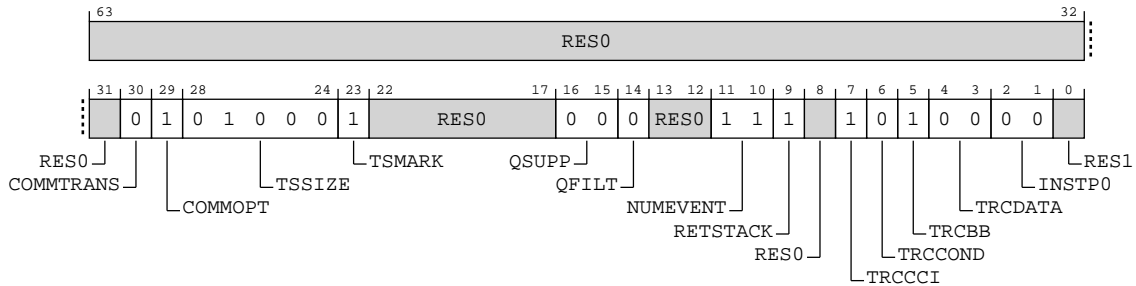 63 32
RES0
31 30 29 28 24 23 22 17 16 15 14 13 12 11 10 9 8 7 6 5 4 3 2 1 0
0 1 0 1 0 0 0 1 RES0 0 0 0 RES0 1 1 1 1 0 1 0 0 0 0
RES0 TSMARK QSUPP RES1
COMMTRANS TSSIZE QFILT INSTP0
COMMOPT NUMEVENT TRCDATA
RETSTACK TRCBB
RES0 TRCCOND
TRCCCI